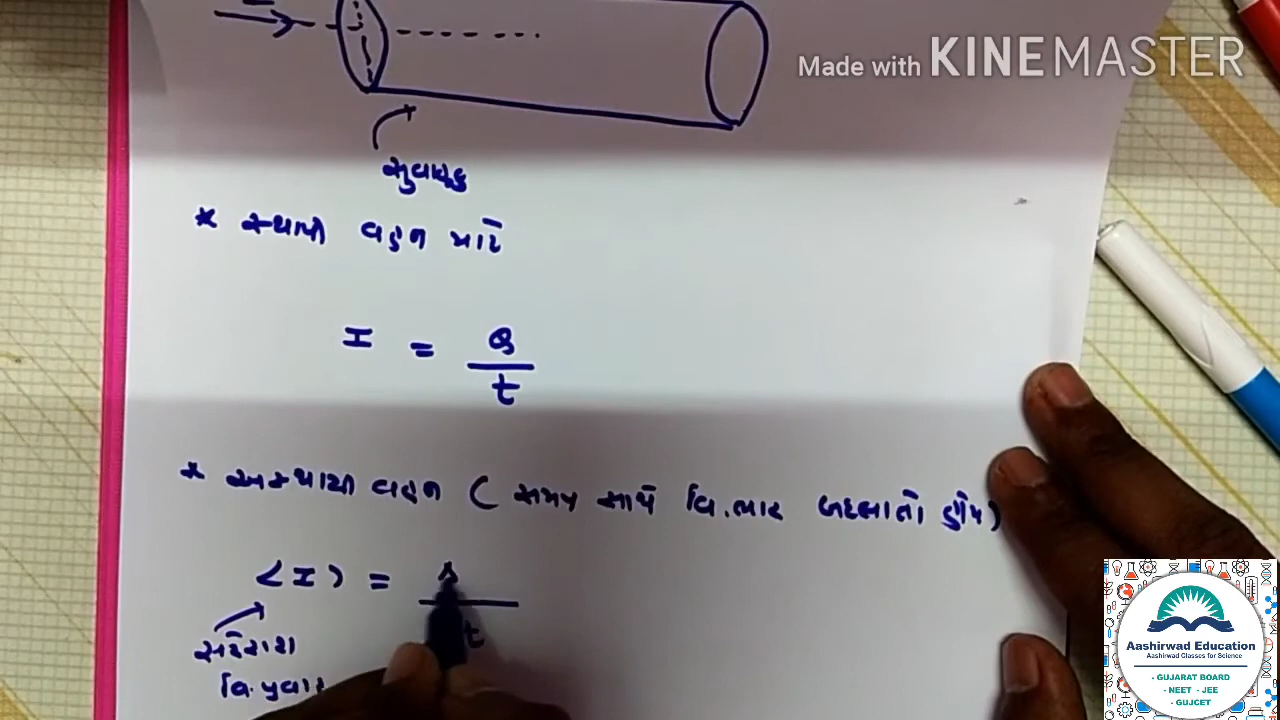 Made with KINEMASTER
સુવાહક
* સ્થાયી વહન માટે
I = Q / t
* અસ્થાયી વહન ( સમય સાથે વિ.ભાર બદલાતો હોય)
<I> =
t
સરેરાશ
વિ. પ્રવાહ
Aashirwad Education
Aashirwad Classes for Science
- GUJARAT BOARD
- NEET - JEE
- GUJCET